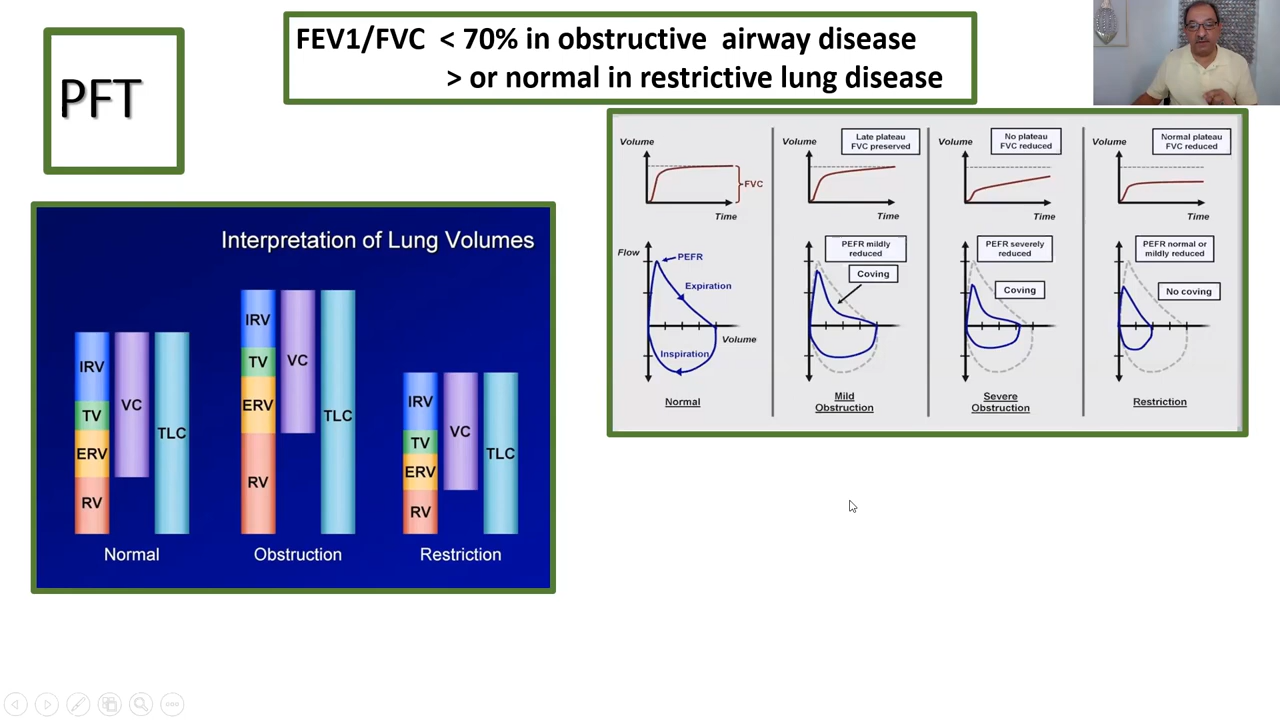 PFT
FEV1/FVC < 70% in obstructive airway disease
> or normal in restrictive lung disease
Interpretation of Lung Volumes
IRV
TV
ERV
RV
VC
TLC
Normal
IRV
TV
ERV
RV
VC
TLC
Obstruction
IRV
TV
ERV
RV
VC
TLC
Restriction
Volume
FVC
Time
Flow
PEFR
Expiration
Volume
Inspiration
Normal
Volume
Late plateau
FVC preserved
Time
PEFR mildly
reduced
Coving
Mild
Obstruction
Volume
No plateau
FVC reduced
Time
PEFR severely
reduced
Coving
Severe
Obstruction
Volume
Normal plateau
FVC reduced
Time
PEFR normal or
mildly reduced
No coving
Restriction